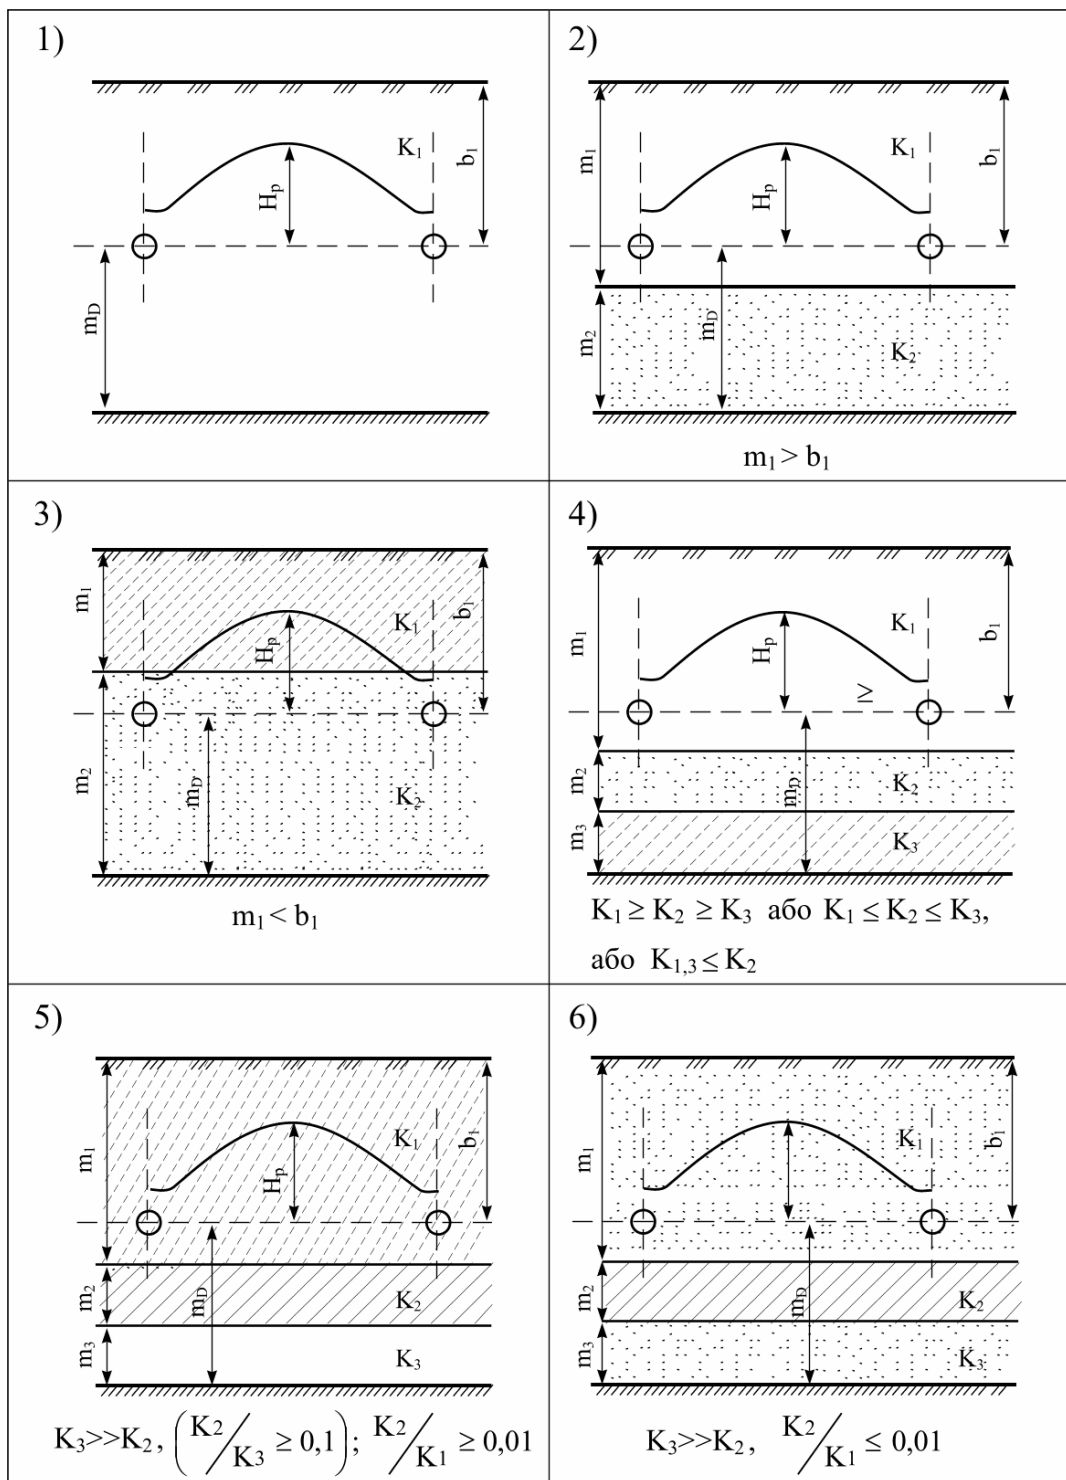 1)
K₁
b₁
Hₚ
m_D
2)
m₁
K₁
b₁
Hₚ
m₂
m_D
K₂
m₁ > b₁
3)
m₁
K₁
b₁
Hₚ
m₂
m_D
K₂
m₁ < b₁
4)
m₁
K₁
b₁
Hₚ
≥
m₂
m_D
K₂
m₃
K₃
K₁ ≥ K₂ ≥ K₃ або K₁ ≤ K₂ ≤ K₃,
або K₁,₃ ≤ K₂
5)
m₁
K₁
b₁
Hₚ
m₂
m_D
K₂
m₃
K₃
K₃>>K₂, (K₂/K₃ ≥ 0,1); K₂/K₁ ≥ 0,01
6)
m₁
K₁
b₁
m₂
m_D
K₂
m₃
K₃
K₃>>K₂, K₂/K₁ ≤ 0,01